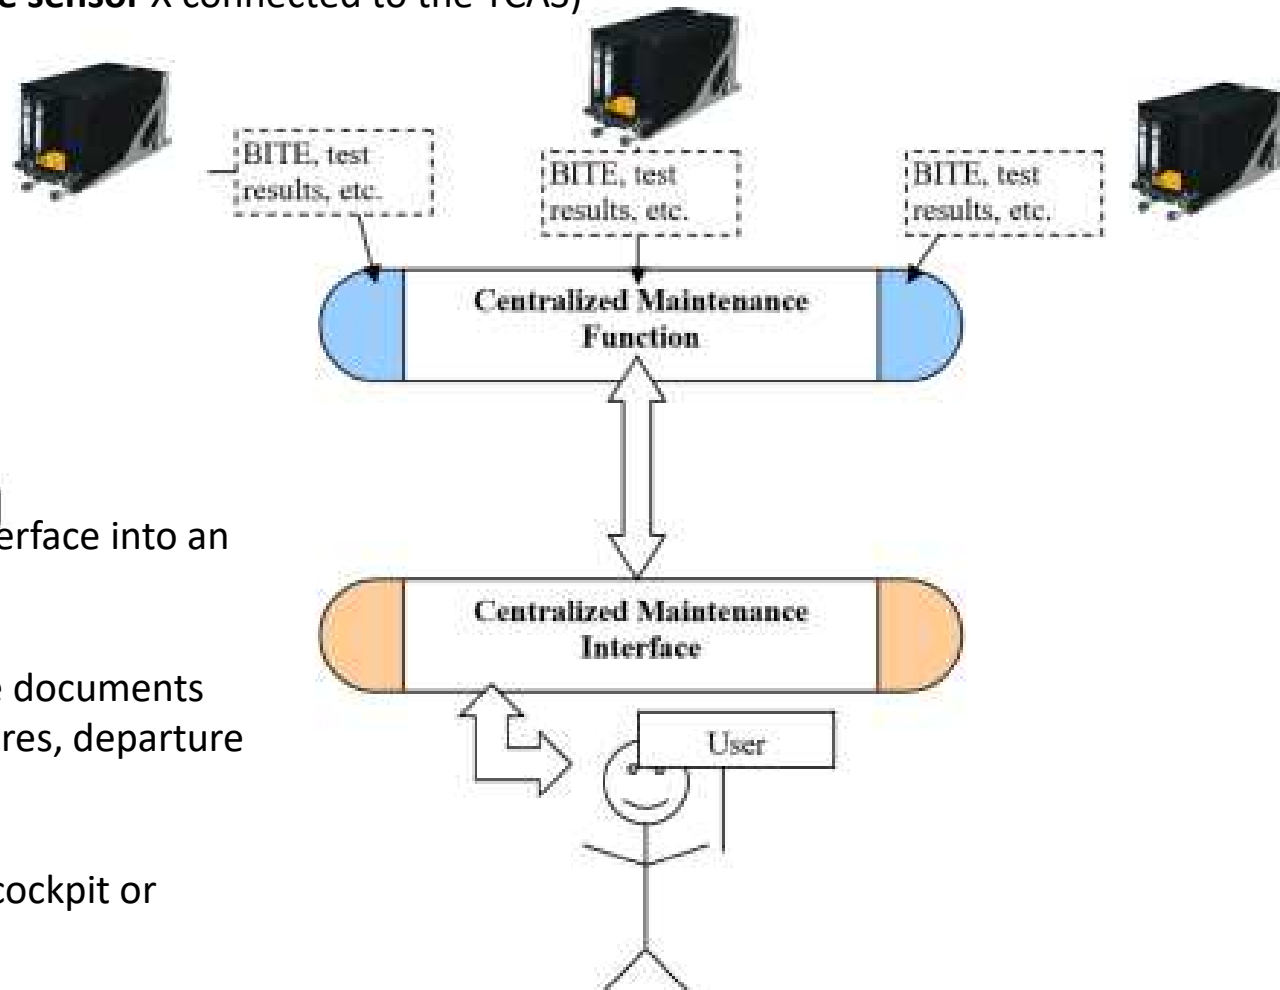 e sensor X connected to the TCAS)
BITE, test
results, etc.
BITE, test
results, etc.
BITE, test
results, etc.
Centralized Maintenance
Function
erface into an
Centralized Maintenance
Interface
e documents
res, departure
User
cockpit or